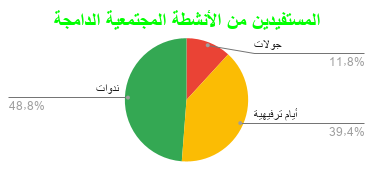 المستفيدين من الأنشطة المجتمعية الدامجة
جولات
11،8%
ندوات
48،8%
أيام ترفيهية
39،4%